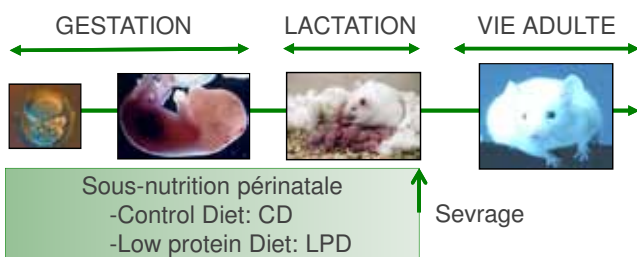 GESTATION LACTATION VIE ADULTE
Sous-nutrition périnatale
-Control Diet: CD
-Low protein Diet: LPD
Sevrage